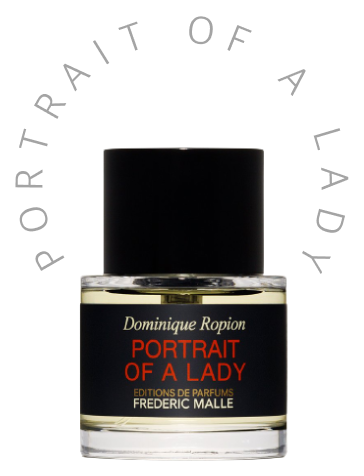 PORTRAIT OF A LADY
Dominique Ropion
PORTRAIT
OF A LADY
EDITIONS DE PARFUMS
FREDERIC MALLE